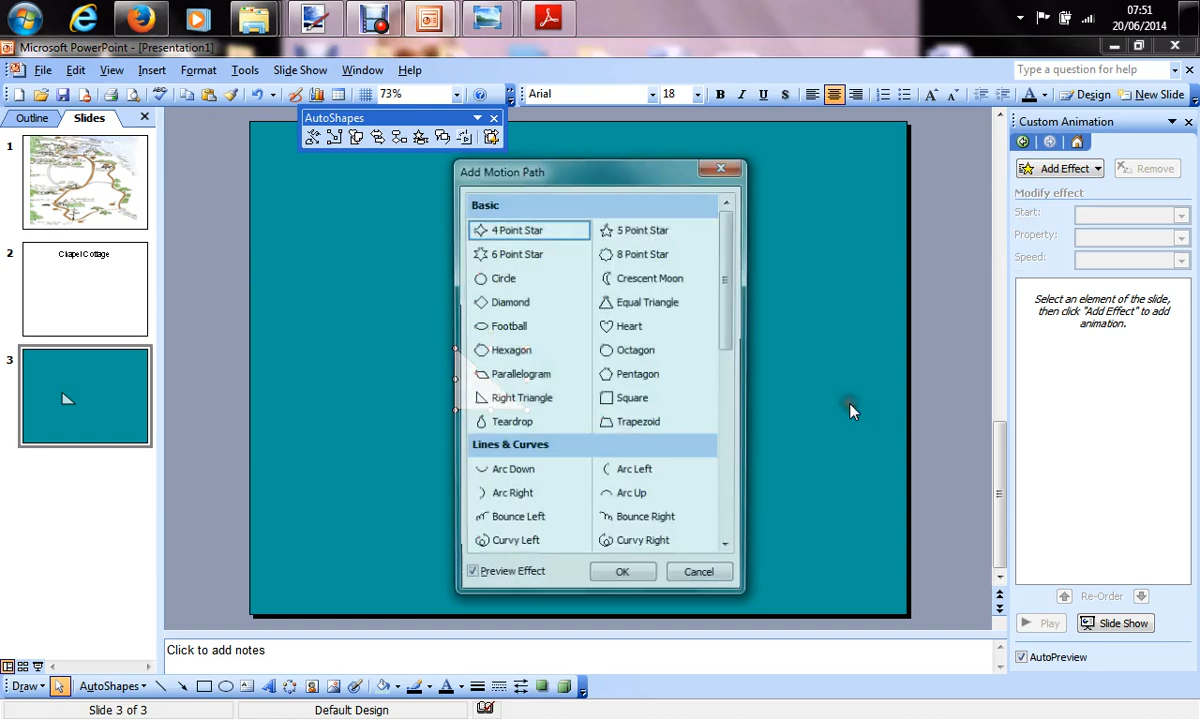 07:51
20/06/2014
Microsoft PowerPoint - [Presentation1]
File Edit View Insert Format Tools Slide Show Window Help
Type a question for help
73%
Arial
18
B I U S
A A
A
Design
New Slide
Outline
Slides
AutoShapes
Custom Animation
1
2
Chapel Cottage
3
Add Motion Path
Basic
4 Point Star
5 Point Star
6 Point Star
8 Point Star
Circle
Crescent Moon
Diamond
Equal Triangle
Football
Heart
Hexagon
Octagon
Parallelogram
Pentagon
Right Triangle
Square
Teardrop
Trapezoid
Lines & Curves
Arc Down
Arc Left
Arc Right
Arc Up
Bounce Left
Bounce Right
Curvy Left
Curvy Right
Preview Effect
OK
Cancel
Add Effect
Remove
Modify effect
Start:
Property:
Speed:
Select an element of the slide,
then click "Add Effect" to add
animation.
Re-Order
Play
Slide Show
AutoPreview
Click to add notes
Draw
AutoShapes
A
Slide 3 of 3
Default Design